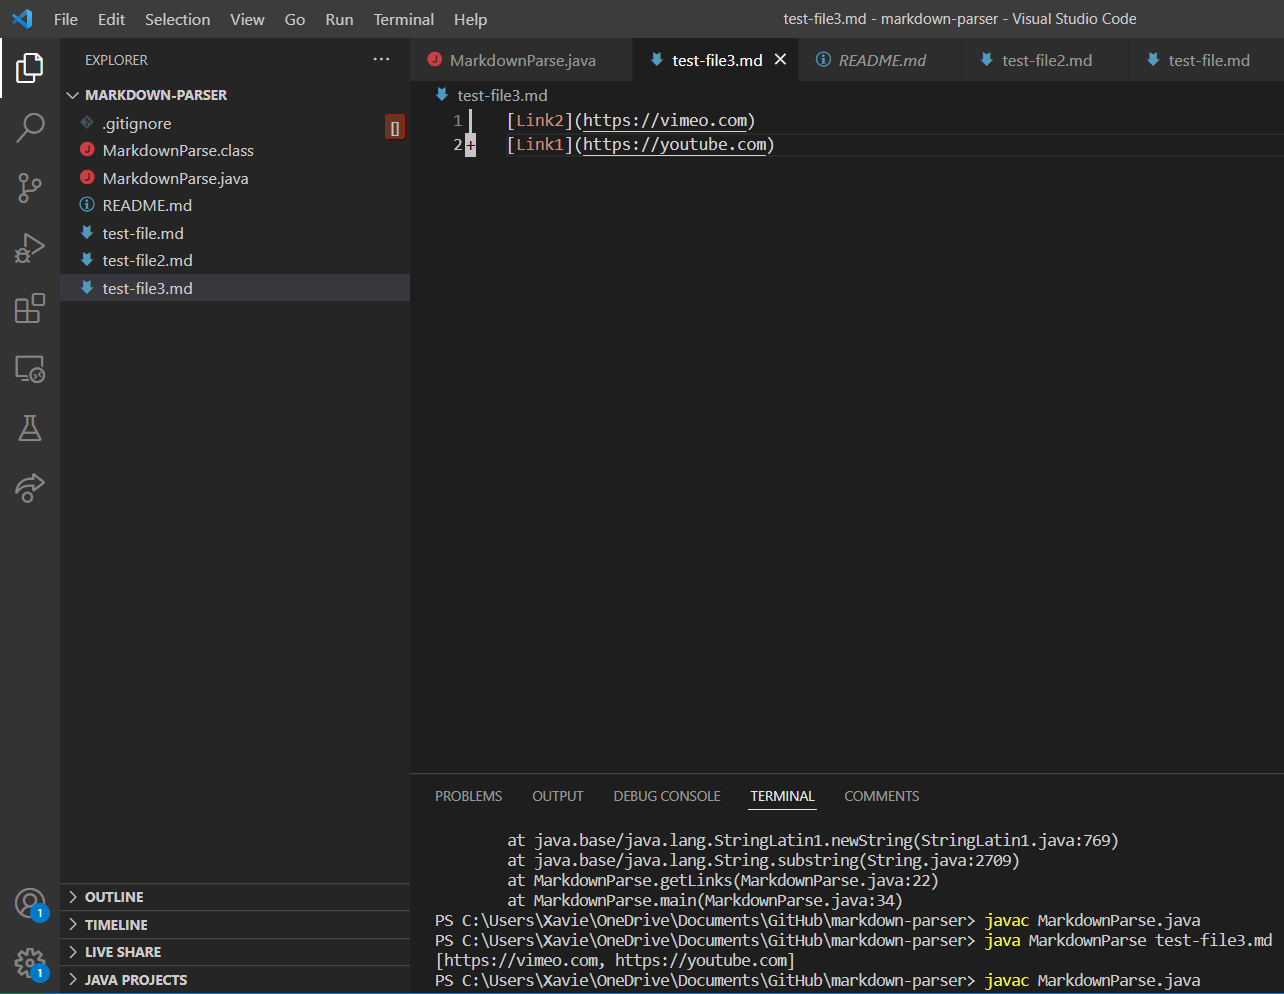 File Edit Selection View Go Run Terminal Help
test-file3.md - markdown-parser - Visual Studio Code
EXPLORER ···
MARKDOWN-PARSER
.gitignore
[]
MarkdownParse.class
MarkdownParse.java
README.md
test-file.md
test-file2.md
test-file3.md
OUTLINE
TIMELINE
LIVE SHARE
JAVA PROJECTS
1
1
J MarkdownParse.java test-file3.md × README.md test-file2.md test-file.md
test-file3.md
1 [Link2](https://vimeo.com)
2 + [Link1](https://youtube.com)
PROBLEMS OUTPUT DEBUG CONSOLE TERMINAL COMMENTS
at java.base/java.lang.StringLatin1.newString(StringLatin1.java:769)
at java.base/java.lang.String.substring(String.java:2709)
at MarkdownParse.getLinks(MarkdownParse.java:22)
at MarkdownParse.main(MarkdownParse.java:34)
PS C:\Users\Xavie\OneDrive\Documents\GitHub\markdown-parser> javac MarkdownParse.java
PS C:\Users\Xavie\OneDrive\Documents\GitHub\markdown-parser> java MarkdownParse test-file3.md
[https://vimeo.com, https://youtube.com]
PS C:\Users\Xavie\OneDrive\Documents\GitHub\markdown-parser> javac MarkdownParse.java